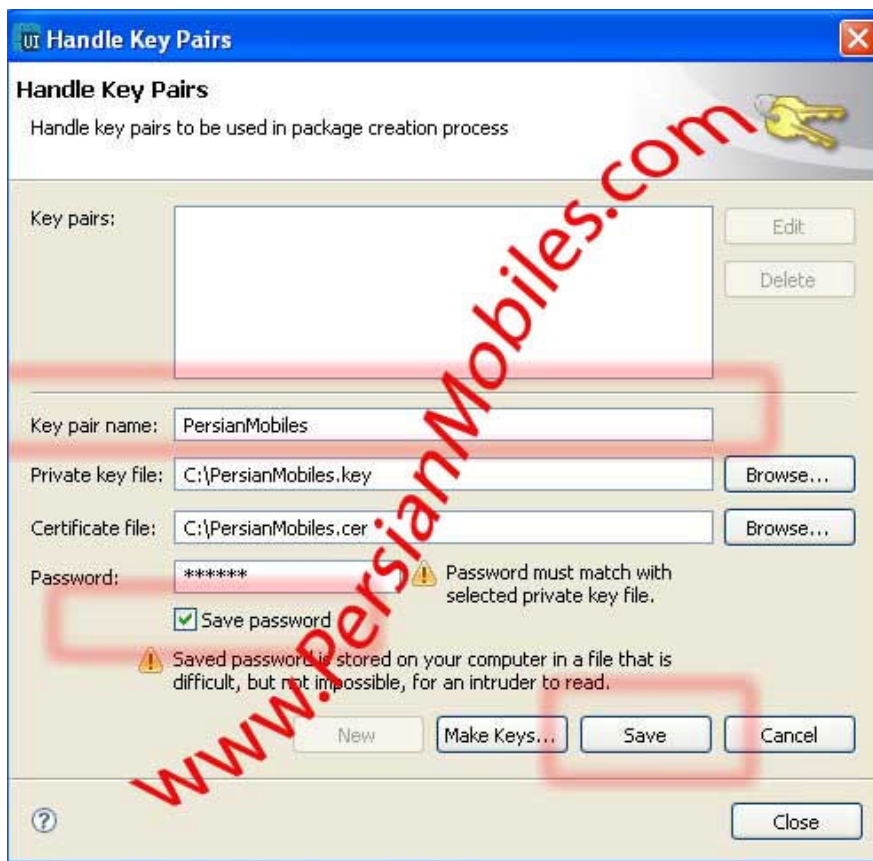 UI Handle Key Pairs
Handle Key Pairs
Handle key pairs to be used in package creation process
Key pairs:
Edit
Delete
Key pair name: PersianMobiles
Private key file: C:\PersianMobiles.key Browse...
Certificate file: C:\PersianMobiles.cer Browse...
Password: ****** Password must match with
selected private key file.
Save password
Saved password is stored on your computer in a file that is
difficult, but not impossible, for an intruder to read.
New Make Keys... Save Cancel
? Close
www.PersianMobiles.com